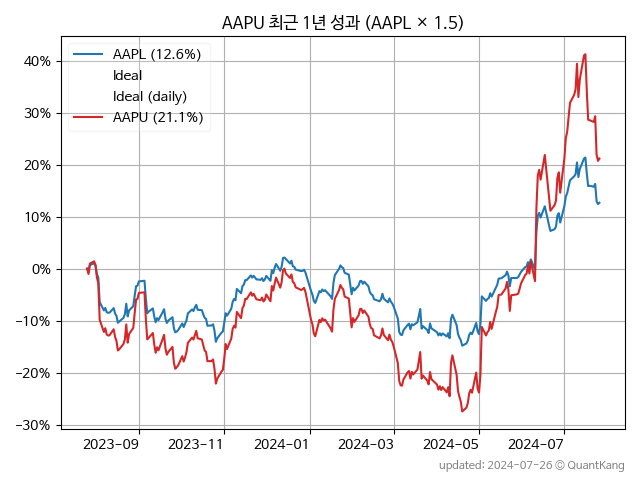 AAPU 최근 1년 성과 (AAPL × 1.5)
AAPL (12.6%)
Ideal
Ideal (daily)
AAPU (21.1%)
40%
30%
20%
10%
0%
−10%
−20%
−30%
2023−09
2023−11
2024−01
2024−03
2024−05
2024−07
updated: 2024−07−26 © QuantKang